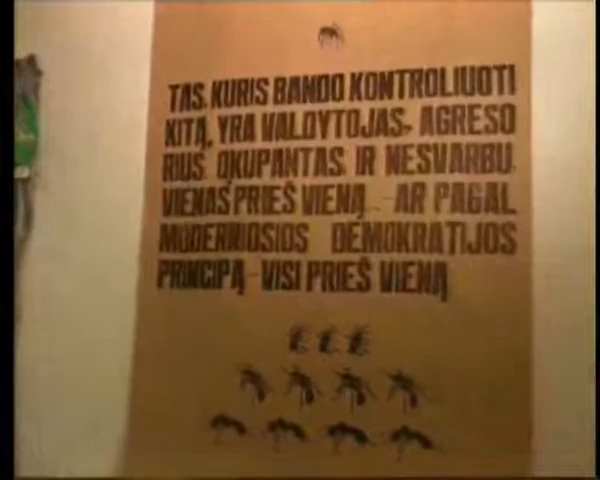 TAS, KURIS BANDO KONTROLIUOTI
KITĄ, YRA VALDYTOJAS, AGRESO
RIUS, OKUPANTAS, IR NESVARBU,
VIENAS PRIEŠ VIENĄ - AR PAGAL
MODERNIOSIOS DEMOKRATIJOS
PRINCIPĄ - VISI PRIEŠ VIENĄ